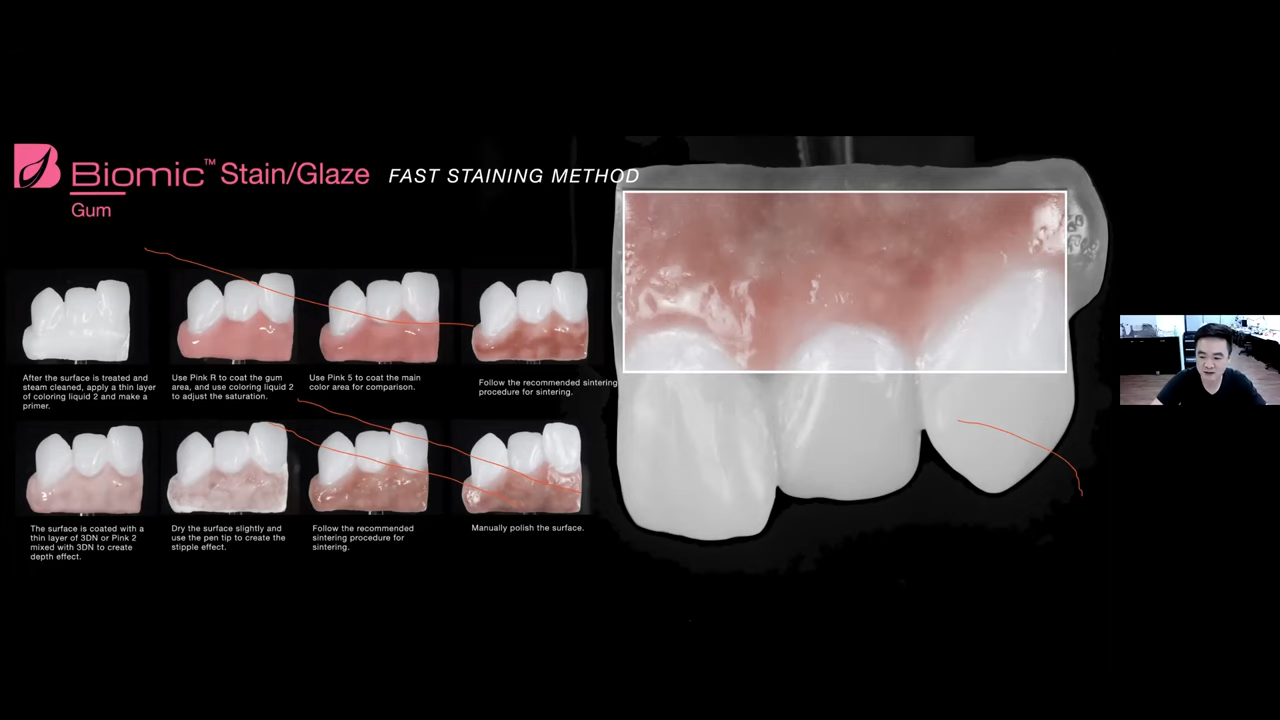 Biomic™ Stain/Glaze FAST STAINING METHOD
Gum
After the surface is treated and
steam cleaned, apply a thin layer
of coloring liquid 2 and make a
primer.
Use Pink R to coat the gum
area, and use coloring liquid 2
to adjust the saturation.
Use Pink 5 to coat the main
color area for comparison.
Follow the recommended sintering
procedure for sintering.
The surface is coated with a
thin layer of 3DN or Pink 2
mixed with 3DN to create
depth effect.
Dry the surface slightly and
use the pen tip to create the
stipple effect.
Follow the recommended
sintering procedure for
sintering.
Manually polish the surface.